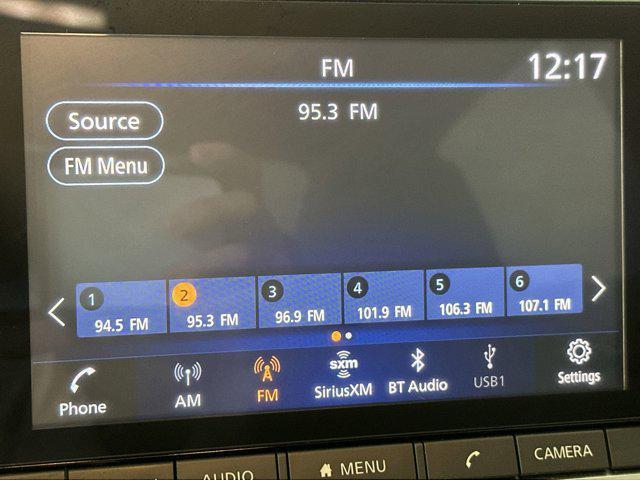 FM
12:17
95.3 FM
Source
FM Menu
1
2
3
4
5
6
94.5 FM
95.3 FM
96.9 FM
101.9 FM
106.3 FM
107.1 FM
Phone
AM
FM
sxm
SiriusXM
BT Audio
USB1
Settings
AUDIO
MENU
CAMERA